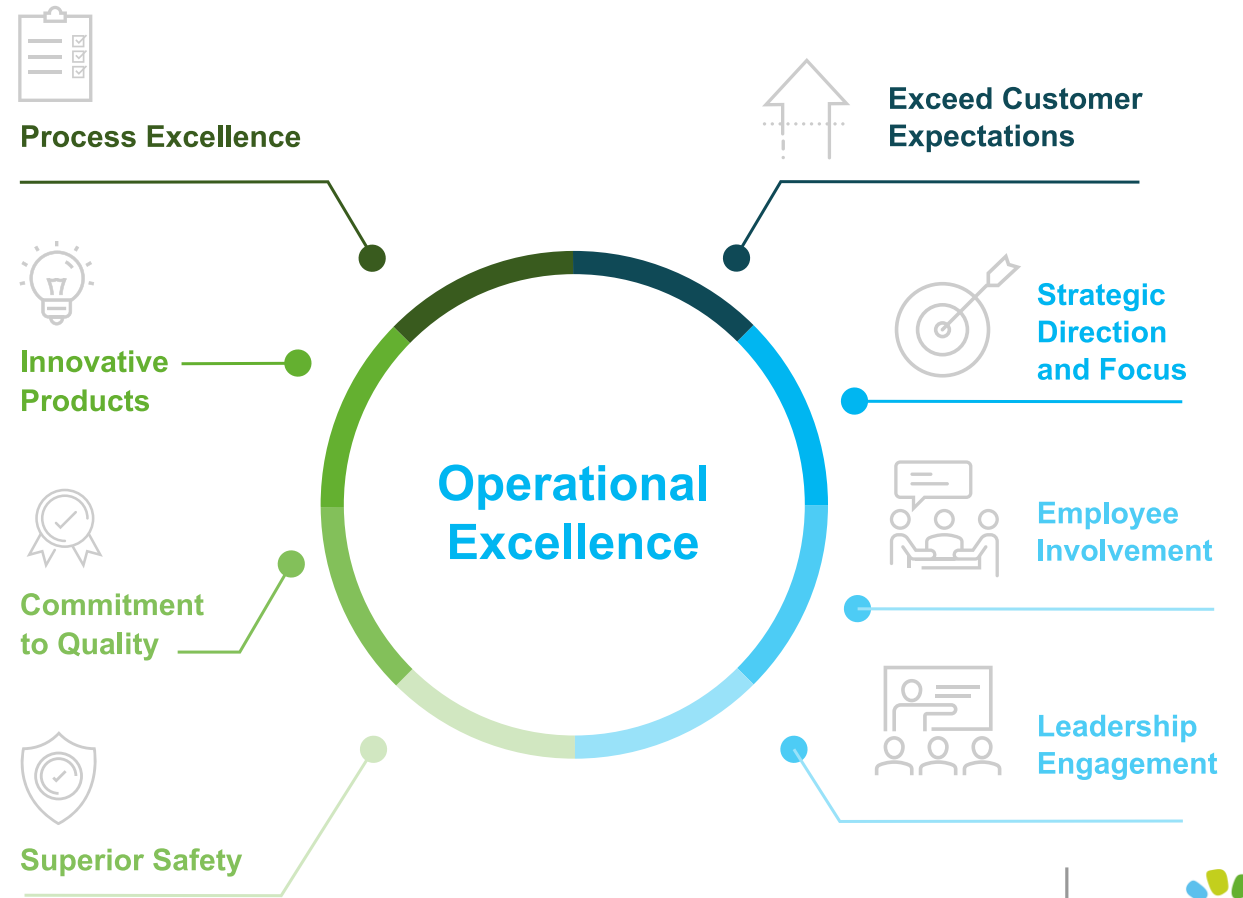 Process Excellence
Innovative
Products
Commitment
to Quality
Superior Safety
Operational
Excellence
Exceed Customer
Expectations
Strategic
Direction
and Focus
Employee
Involvement
Leadership
Engagement